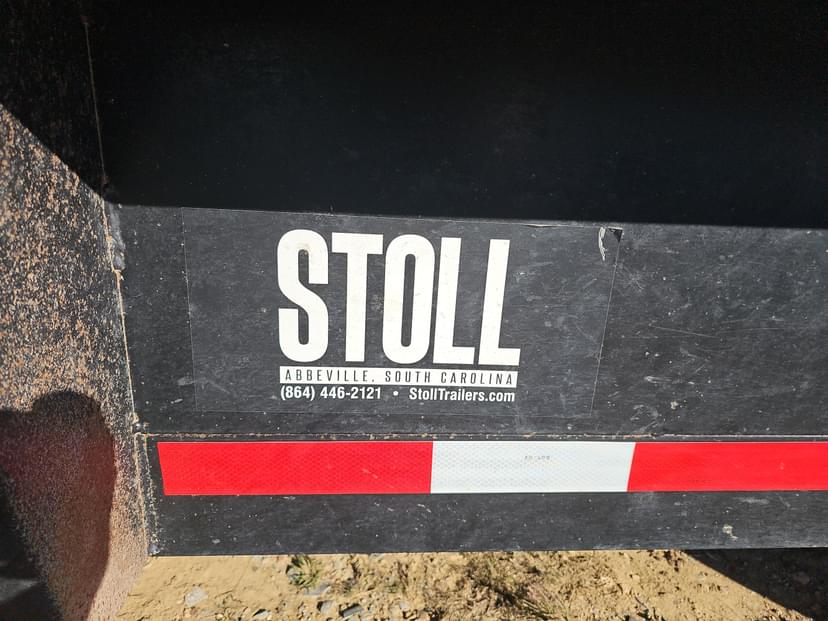 STOLL
ABBEVILLE, SOUTH CAROLINA
(864) 446-2121 • StollTrailers.com